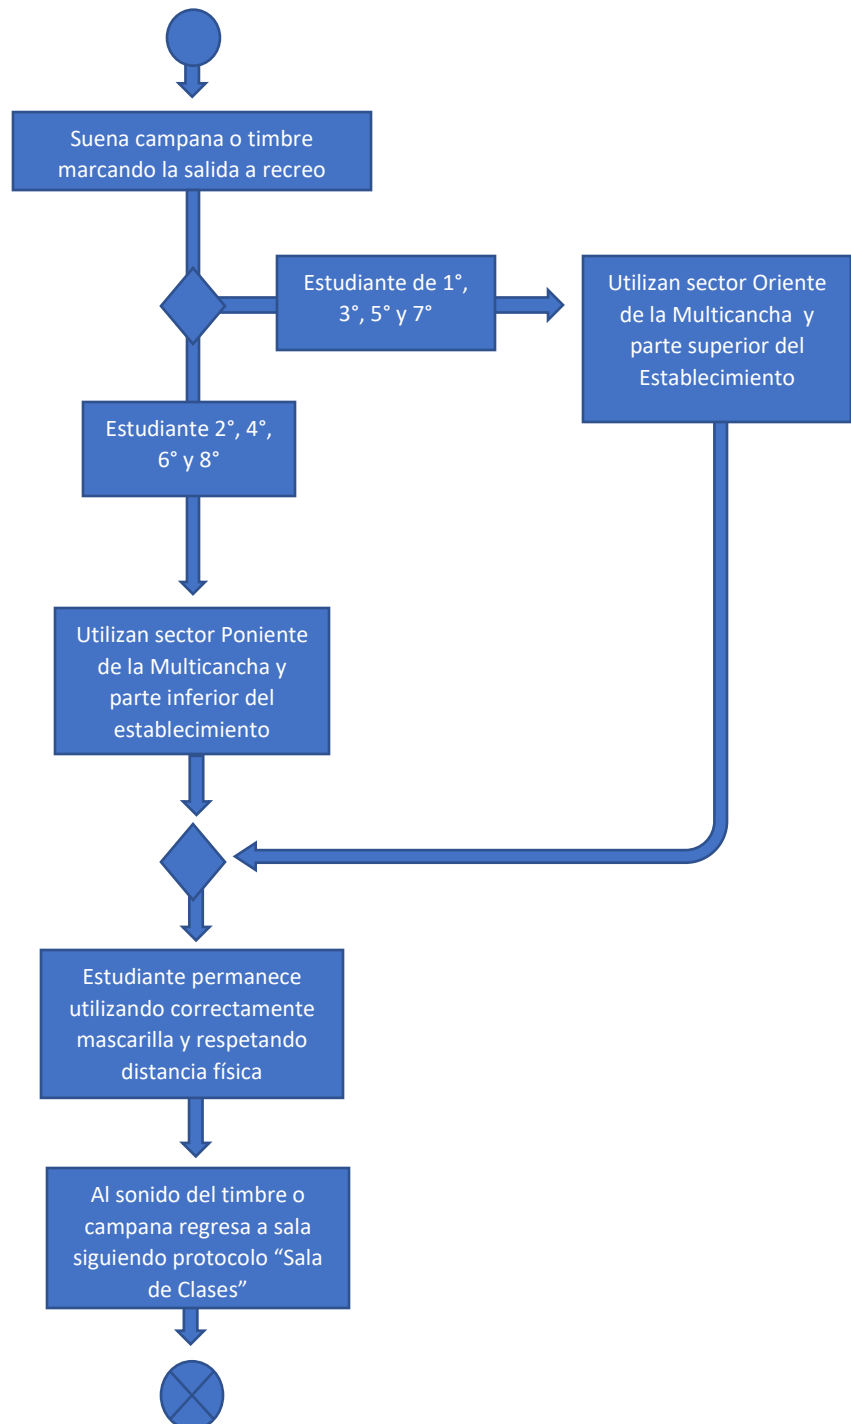 Suena campana o timbre
marcando la salida a recreo
Estudiante de 1°,
3°, 5° y 7°
Utilizan sector Oriente
de la Multicancha y
parte superior del
Establecimiento
Estudiante 2°, 4°,
6° y 8°
Utilizan sector Poniente
de la Multicancha y
parte inferior del
establecimiento
Estudiante permanece
utilizando correctamente
mascarilla y respetando
distancia física
Al sonido del timbre o
campana regresa a sala
siguiendo protocolo “Sala
de Clases”